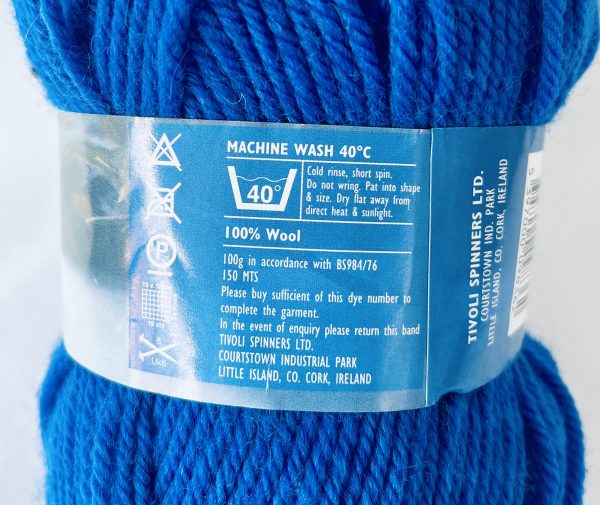 MACHINE WASH 40°C
40°
Cold rinse, short spin.
Do not wring. Pat into shape
& size. Dry flat away from
direct heat & sunlight.
100% Wool
100g in accordance with BS984/76
150 MTS
Please buy sufficient of this dye number to
complete the garment.
In the event of enquiry please return this band
TIVOLI SPINNERS LTD.
COURTSTOWN INDUSTRIAL PARK
LITTLE ISLAND, CO. CORK, IRELAND
P
5
Uk6
TIVOLI SPINNERS LTD.
COURTSTOWN IND. PARK
LITTLE ISLAND, CO. CORK, IRELAND